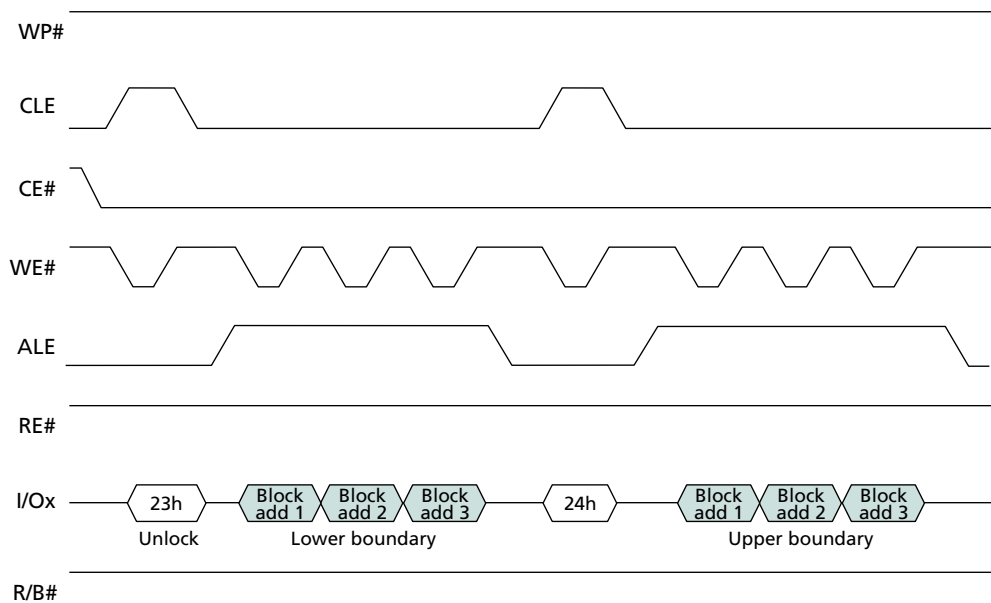 WP#
CLE
CE#
WE#
ALE
RE#
I/Ox
23h
Block add 1
Block add 2
Block add 3
24h
Block add 1
Block add 2
Block add 3
Unlock
Lower boundary
Upper boundary
R/B#